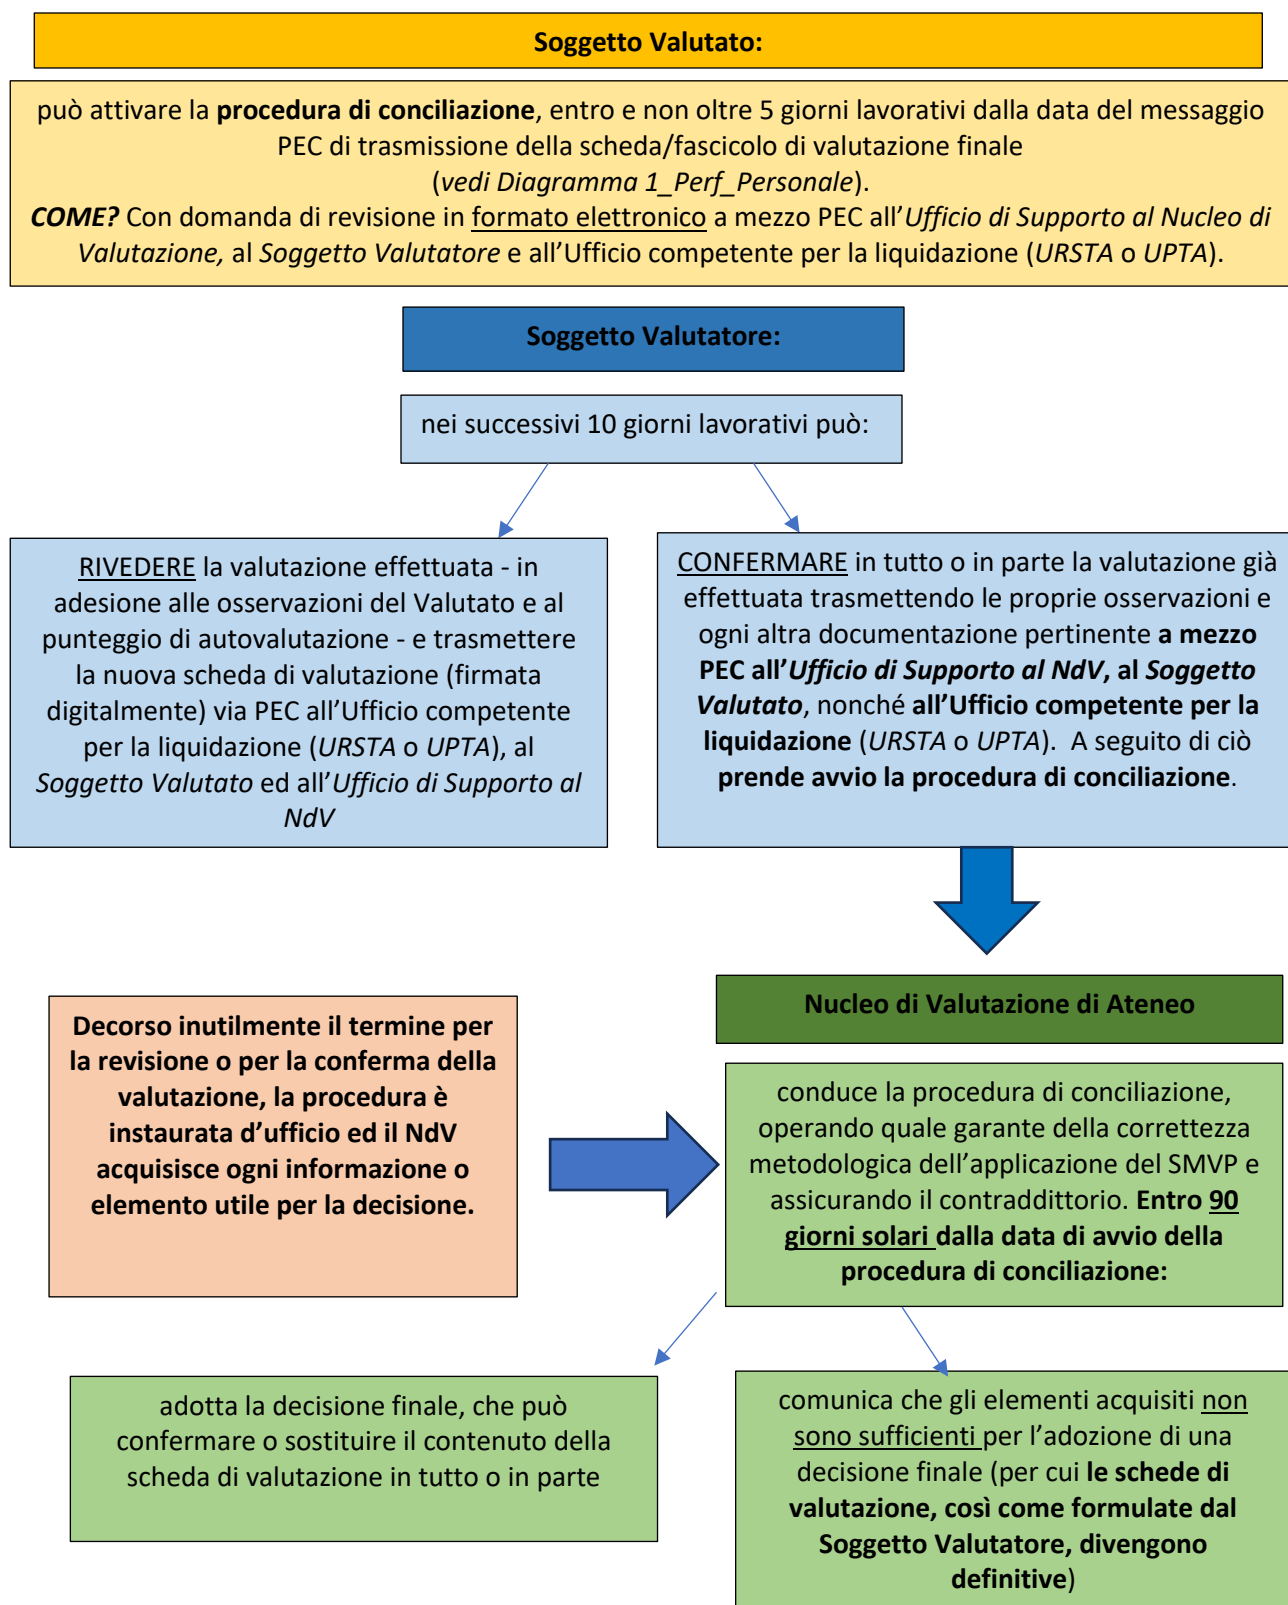 Soggetto Valutato:
può attivare la procedura di conciliazione, entro e non oltre 5 giorni lavorativi dalla data del messaggio
PEC di trasmissione della scheda/fascicolo di valutazione finale
(vedi Diagramma 1_Perf_Personale).
COME? Con domanda di revisione in formato elettronico a mezzo PEC all’Ufficio di Supporto al Nucleo di
Valutazione, al Soggetto Valutatore e all’Ufficio competente per la liquidazione (URSTA o UPTA).
Soggetto Valutatore:
nei successivi 10 giorni lavorativi può:
RIVEDERE la valutazione effettuata - in
adesione alle osservazioni del Valutato e al
punteggio di autovalutazione - e trasmettere
la nuova scheda di valutazione (firmata
digitalmente) via PEC all’Ufficio competente
per la liquidazione (URSTA o UPTA), al
Soggetto Valutato ed all’Ufficio di Supporto al
NdV
CONFERMARE in tutto o in parte la valutazione già
effettuata trasmettendo le proprie osservazioni e
ogni altra documentazione pertinente a mezzo
PEC all’Ufficio di Supporto al NdV, al Soggetto
Valutato, nonché all’Ufficio competente per la
liquidazione (URSTA o UPTA). A seguito di ciò
prende avvio la procedura di conciliazione.
Decorso inutilmente il termine per
la revisione o per la conferma della
valutazione, la procedura è
instaurata d’ufficio ed il NdV
acquisisce ogni informazione o
elemento utile per la decisione.
Nucleo di Valutazione di Ateneo
conduce la procedura di conciliazione,
operando quale garante della correttezza
metodologica dell’applicazione del SMVP e
assicurando il contraddittorio. Entro 90
giorni solari dalla data di avvio della
procedura di conciliazione:
adotta la decisione finale, che può
confermare o sostituire il contenuto della
scheda di valutazione in tutto o in parte
comunica che gli elementi acquisiti non
sono sufficienti per l’adozione di una
decisione finale (per cui le schede di
valutazione, così come formulate dal
Soggetto Valutatore, divengono
definitive)